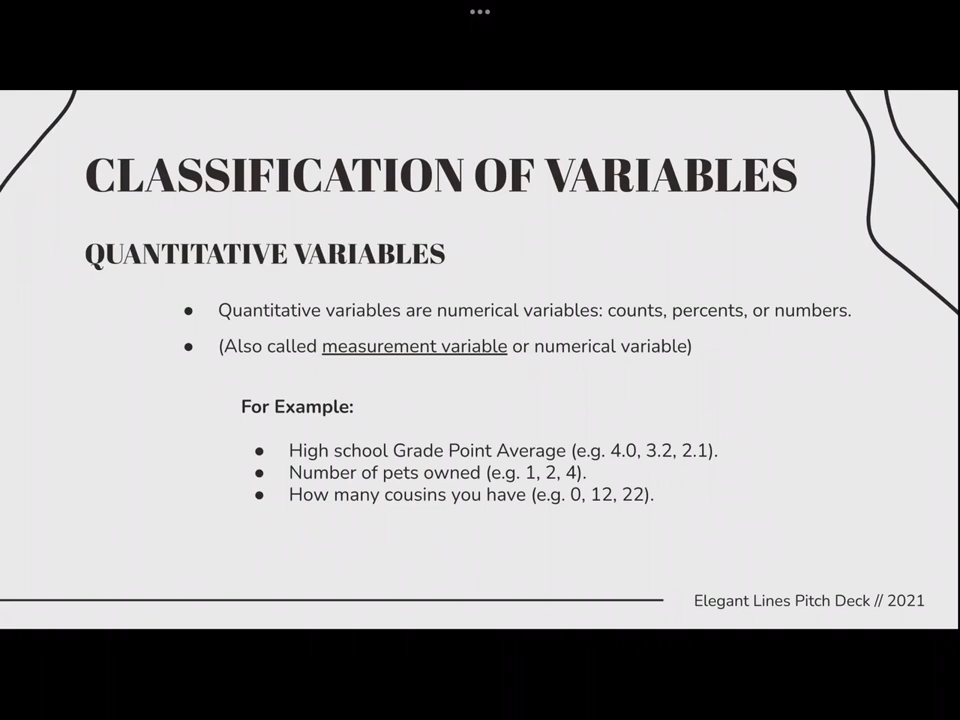 CLASSIFICATION OF VARIABLES
QUANTITATIVE VARIABLES
● Quantitative variables are numerical variables: counts, percents, or numbers.
● (Also called measurement variable or numerical variable)
For Example:
● High school Grade Point Average (e.g. 4.0, 3.2, 2.1).
● Number of pets owned (e.g. 1, 2, 4).
● How many cousins you have (e.g. 0, 12, 22).
Elegant Lines Pitch Deck // 2021